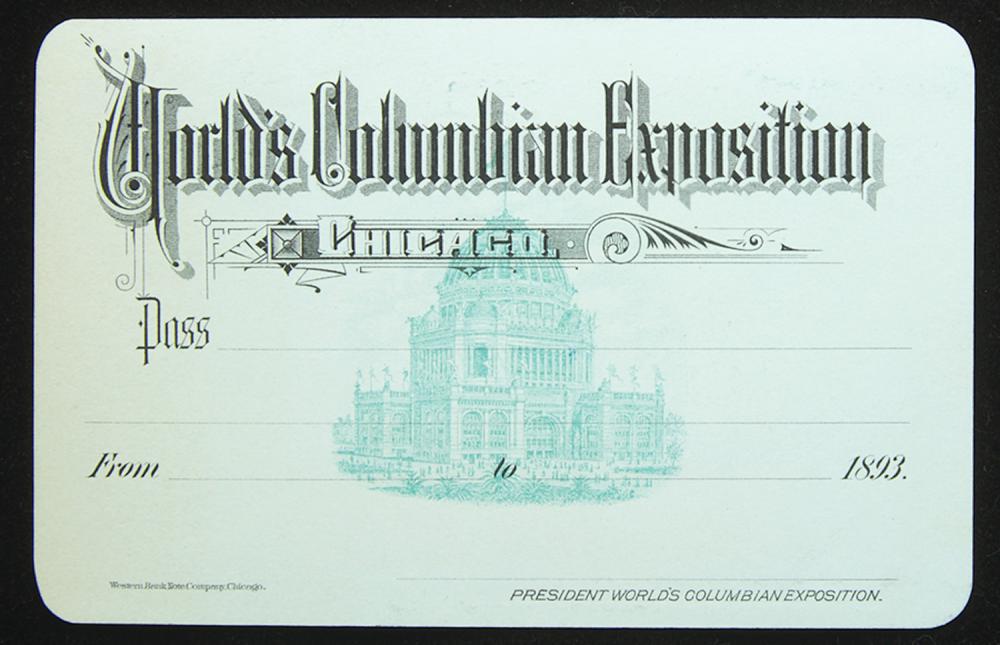 World's Columbian Exposition
CHICAGO.
Pass
From to 1893.
Western Bank Note Company, Chicago.
PRESIDENT WORLD'S COLUMBIAN EXPOSITION.